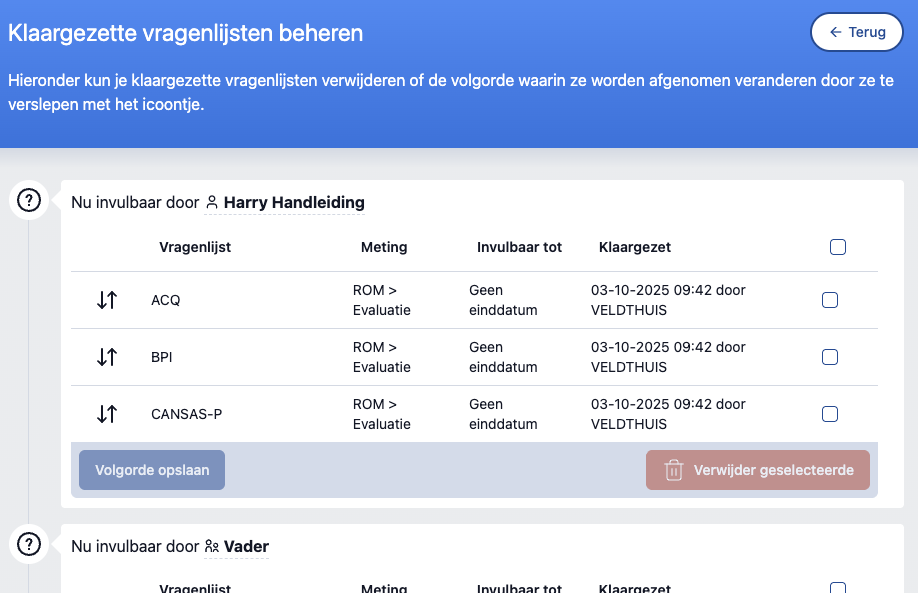 Klaargezette vragenlijsten beheren
Terug
Hieronder kun je klaargezette vragenlijsten verwijderen of de volgorde waarin ze worden afgenomen veranderen door ze te
verslepen met het icoontje.
Nu invulbaar door Harry Handleiding
Vragenlijst Meting Invulbaar tot Klaargezet
ACQ ROM > Geen 03-10-2025 09:42 door
Evaluatie einddatum VELDTHUIS
BPI ROM > Geen 03-10-2025 09:42 door
Evaluatie einddatum VELDTHUIS
CANSAS-P ROM > Geen 03-10-2025 09:42 door
Evaluatie einddatum VELDTHUIS
Volgorde opslaan Verwijder geselecteerde
Nu invulbaar door Vader
Vragenlijst Meting Invulbaar tot Klaargezet